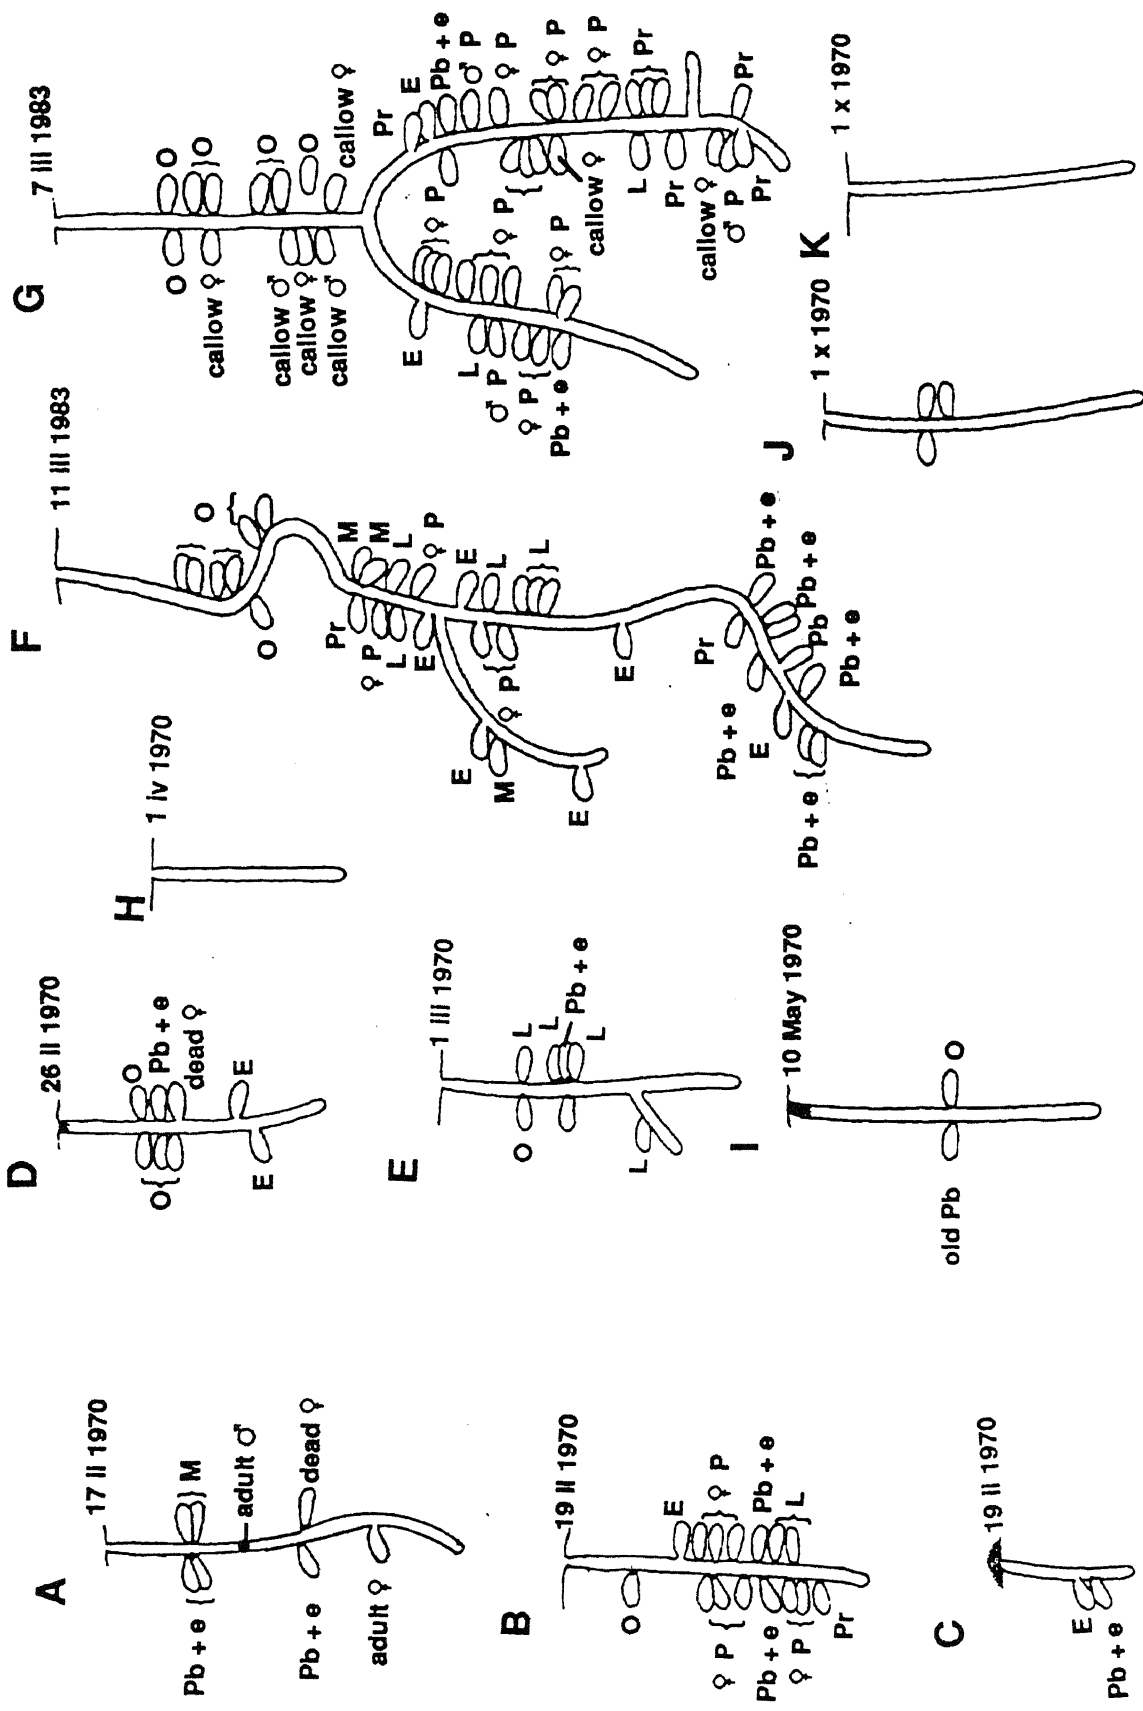 A
17 II 1970
Pb + e {
} M
adult ♂
Pb + e
dead ♀
adult ♀
B
19 II 1970
O
E
} ♀ P
♀ P {
Pb + e
Pb + e
} L
♀ P {
Pr
C
19 II 1970
E
Pb + e
D
26 II 1970
O
Pb + e
dead ♀
O {
E
E
E
1 III 1970
O
L
L
Pb + e
L
L
F
11 III 1983
}
}
O
{
O
Pr
M
M
♀ P
L
L
♀ P
E
E
L
♀ P {
} L
E
M
E
E
Pr
Pb + e
Pb + e
Pb + e
Pb
E
Pb + e
Pb + e {
G
7 III 1983
O
O
} O
callow ♀
} O
O
callow ♂
callow ♀
callow ♂
callow ♀
Pr
E
Pb + e
♂ P
♀ P
} ♀ P
} ♀ P
} Pr
E
} ♀ P
L
} ♀ P
♀ P {
♂ P
callow ♀
♀ P {
} ♀ P
Pb + e
L
Pr
callow ♀
♂ P
Pr
Pr
H
1 iv 1970
I
10 May 1970
old Pb
O
J
1 x 1970
K
1 x 1970